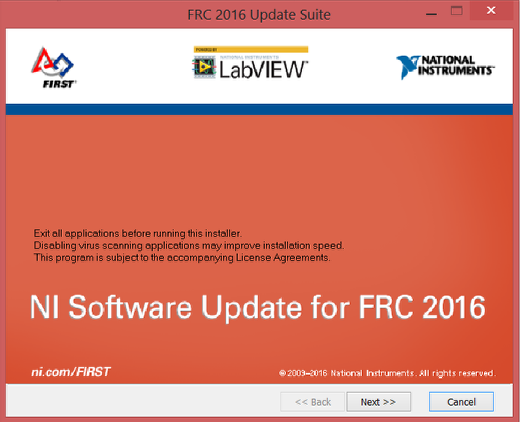 FRC 2016 Update Suite
FIRST®
POWERED BY
NATIONAL INSTRUMENTS
LabVIEW™
NATIONAL
INSTRUMENTS™
Exit all applications before running this installer.
Disabling virus scanning applications may improve installation speed.
This program is subject to the accompanying License Agreements.
NI Software Update for FRC 2016
ni.com/FIRST
© 2009–2016 National Instruments. All rights reserved.
<< Back
Next >>
Cancel